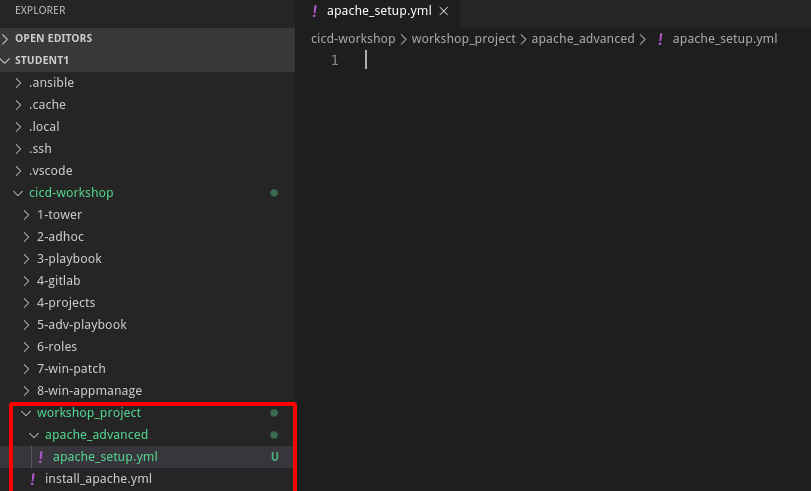 EXPLORER
OPEN EDITORS
STUDENT1
.ansible
.cache
.local
.ssh
.vscode
cicd-workshop
1-tower
2-adhoc
3-playbook
4-gitlab
4-projects
5-adv-playbook
6-roles
7-win-patch
8-win-appmanage
workshop_project
apache_advanced
! apache_setup.yml U
! install_apache.yml
! apache_setup.yml ×
cicd-workshop > workshop_project > apache_advanced > ! apache_setup.yml
1